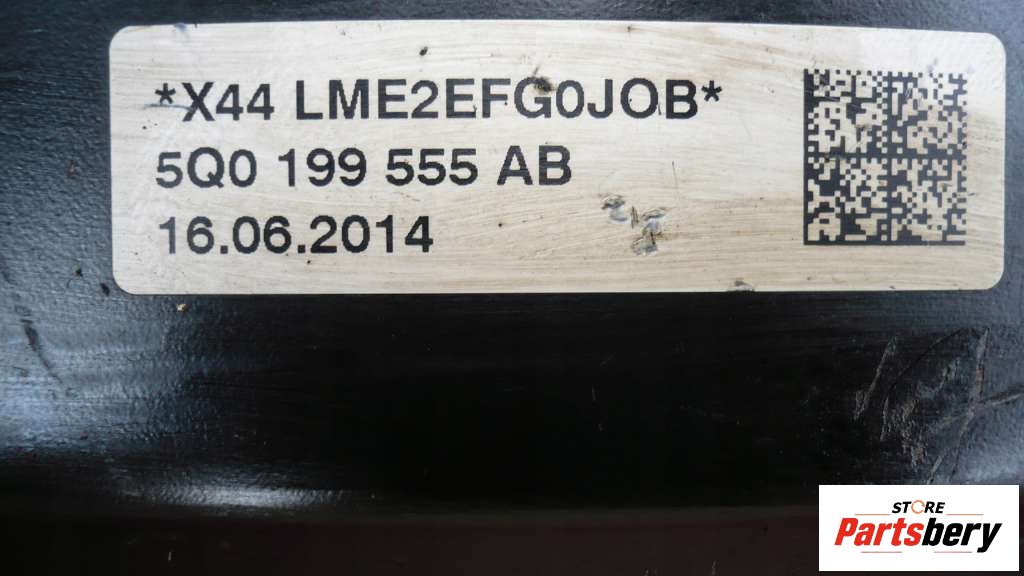 *X44 LME2EFG0JOB*
5Q0 199 555 AB
16.06.2014
STORE
Partsbery